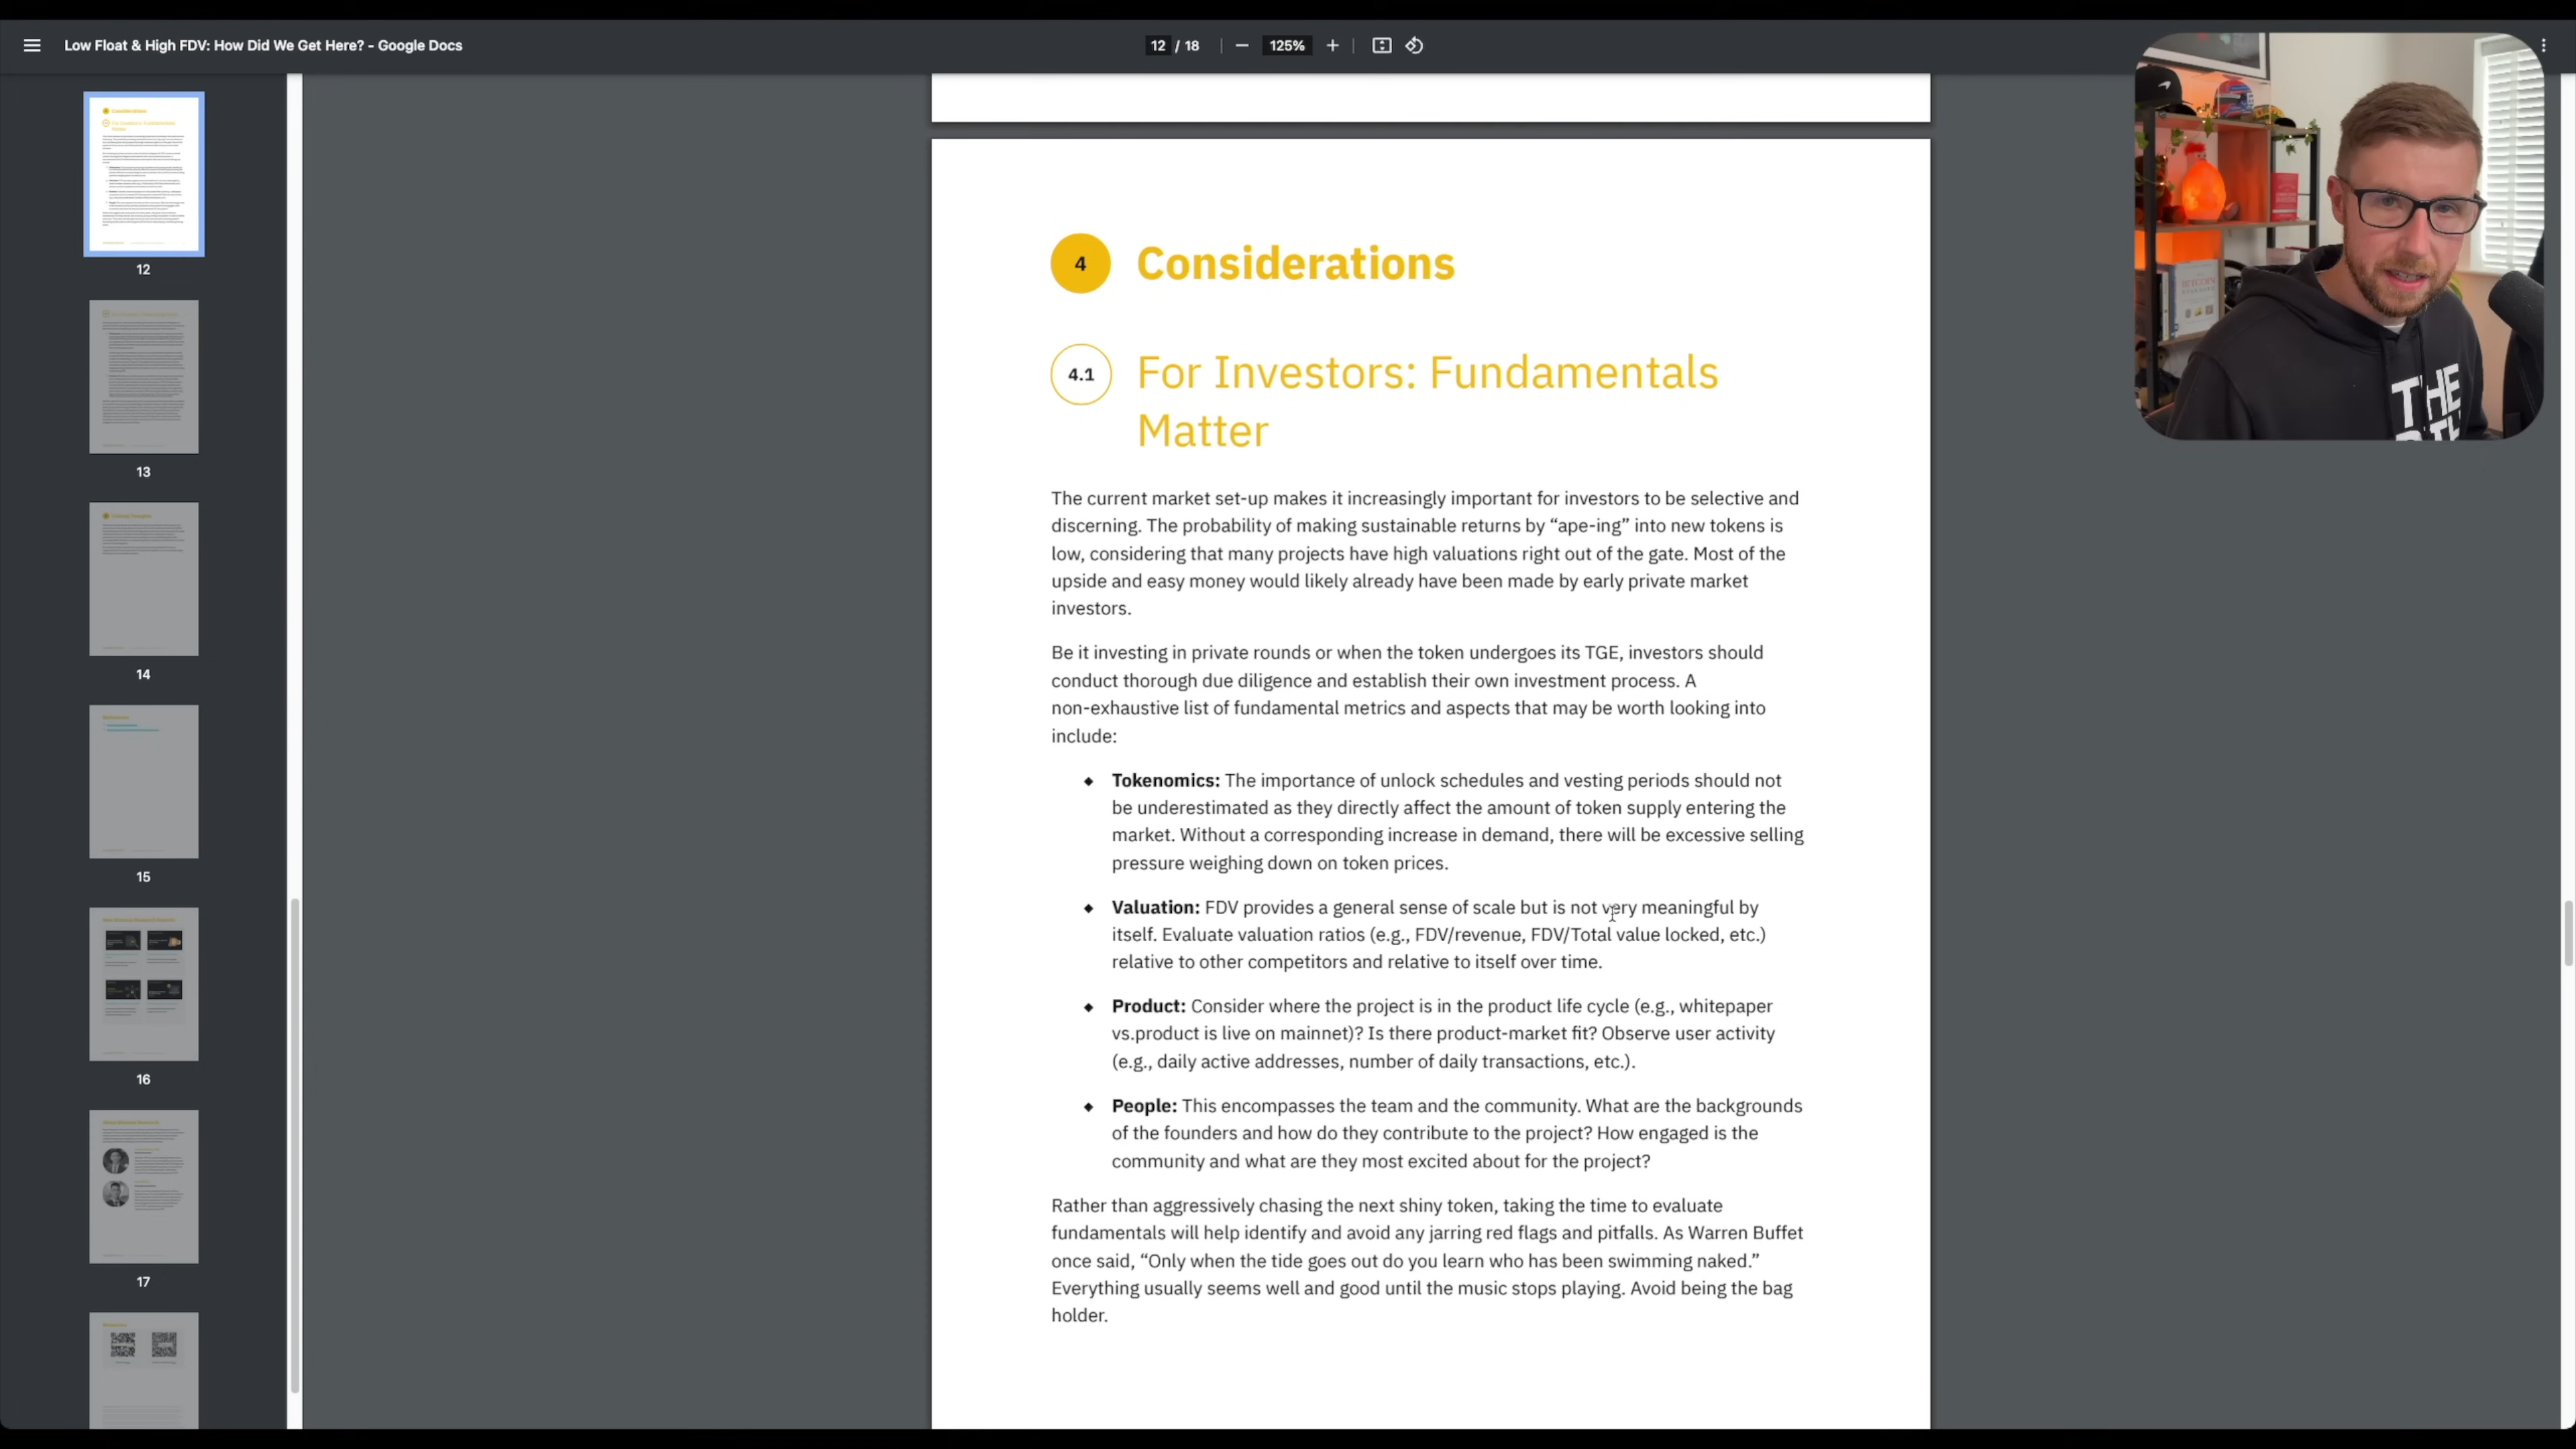 Low Float & High FDV: How Did We Get Here? - Google Docs
12 / 18
125%
12
13
14
15
16
17
4
Considerations
4.1
For Investors: Fundamentals
Matter
The current market set-up makes it increasingly important for investors to be selective and
discerning. The probability of making sustainable returns by “ape-ing” into new tokens is
low, considering that many projects have high valuations right out of the gate. Most of the
upside and easy money would likely already have been made by early private market
investors.
Be it investing in private rounds or when the token undergoes its TGE, investors should
conduct thorough due diligence and establish their own investment process. A
non-exhaustive list of fundamental metrics and aspects that may be worth looking into
include:
◆ Tokenomics: The importance of unlock schedules and vesting periods should not
be underestimated as they directly affect the amount of token supply entering the
market. Without a corresponding increase in demand, there will be excessive selling
pressure weighing down on token prices.
◆ Valuation: FDV provides a general sense of scale but is not very meaningful by
itself. Evaluate valuation ratios (e.g., FDV/revenue, FDV/Total value locked, etc.)
relative to other competitors and relative to itself over time.
◆ Product: Consider where the project is in the product life cycle (e.g., whitepaper
vs.product is live on mainnet)? Is there product-market fit? Observe user activity
(e.g., daily active addresses, number of daily transactions, etc.).
◆ People: This encompasses the team and the community. What are the backgrounds
of the founders and how do they contribute to the project? How engaged is the
community and what are they most excited about for the project?
Rather than aggressively chasing the next shiny token, taking the time to evaluate
fundamentals will help identify and avoid any jarring red flags and pitfalls. As Warren Buffet
once said, “Only when the tide goes out do you learn who has been swimming naked.”
Everything usually seems well and good until the music stops playing. Avoid being the bag
holder.
THE